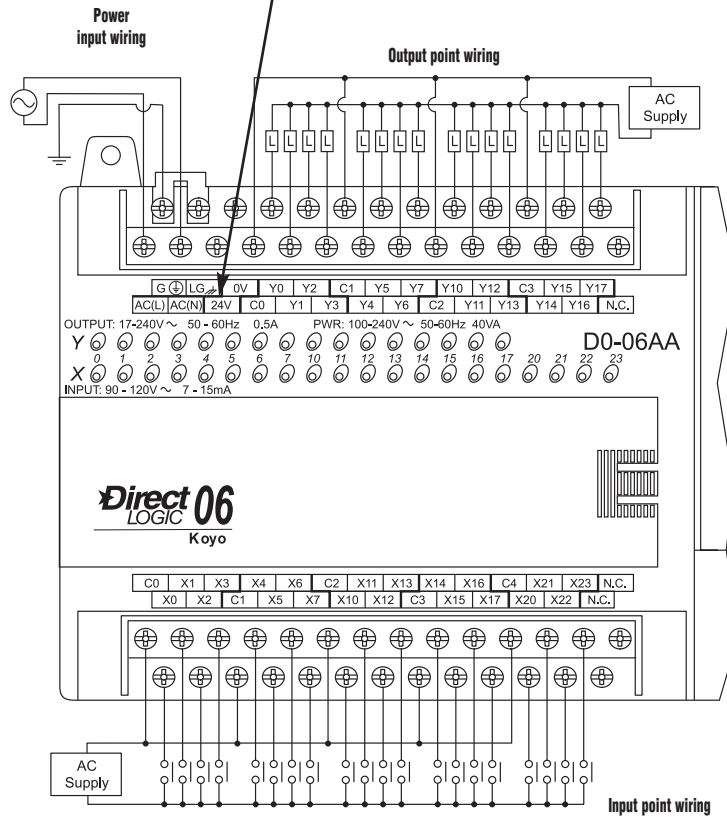 Power
input wiring
Output point wiring
AC
Supply
L L L L L L L L L L L L L L L L
G LG 0V Y0 Y2 C1 Y5 Y7 Y10 Y12 C3 Y15 Y17
AC(L) AC(N) 24V C0 Y1 Y3 Y4 Y6 C2 Y11 Y13 Y14 Y16 N.C.
OUTPUT: 17-240V ~ 50 - 60Hz 0.5A PWR: 100-240V ~ 50-60Hz 40VA
Y D0-06AA
0 1 2 3 4 5 6 7 10 11 12 13 14 15 16 17 20 21 22 23
X
INPUT: 90 - 120V ~ 7 - 15mA
Direct
LOGIC 06
Koyo
C0 X1 X3 X4 X6 C2 X11 X13 X14 X16 C4 X21 X23 N.C.
X0 X2 C1 X5 X7 X10 X12 C3 X15 X17 X20 X22 N.C.
AC
Supply
Input point wiring